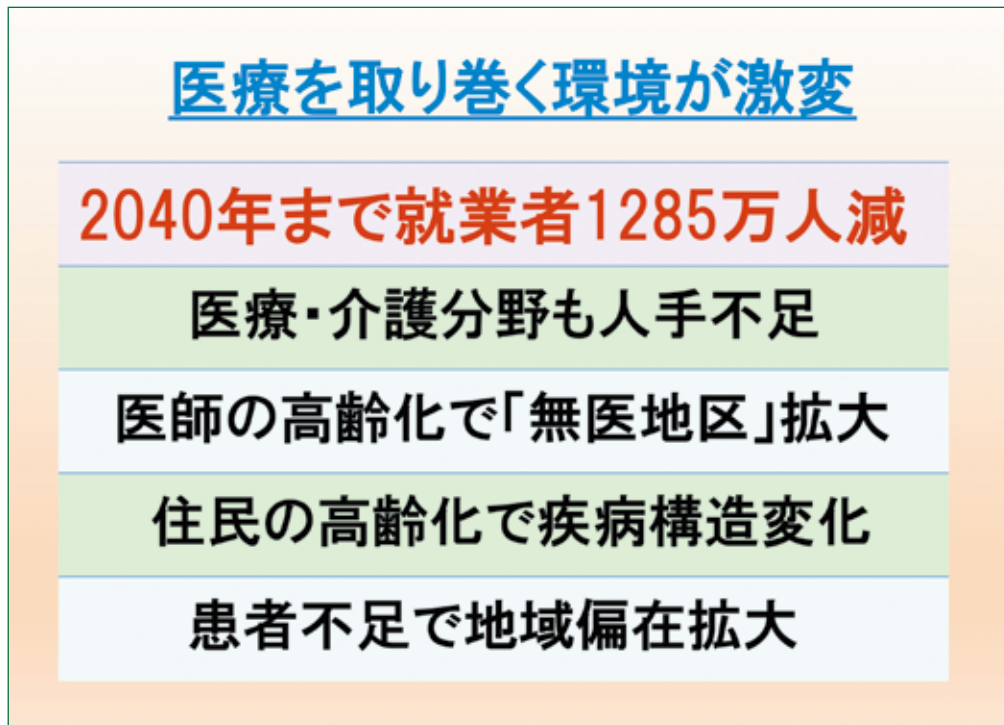 医療を取り巻く環境が激変
2040年まで就業者1285万人減
医療・介護分野も人手不足
医師の高齢化で「無医地区」拡大
住民の高齢化で疾病構造変化
患者不足で地域偏在拡大